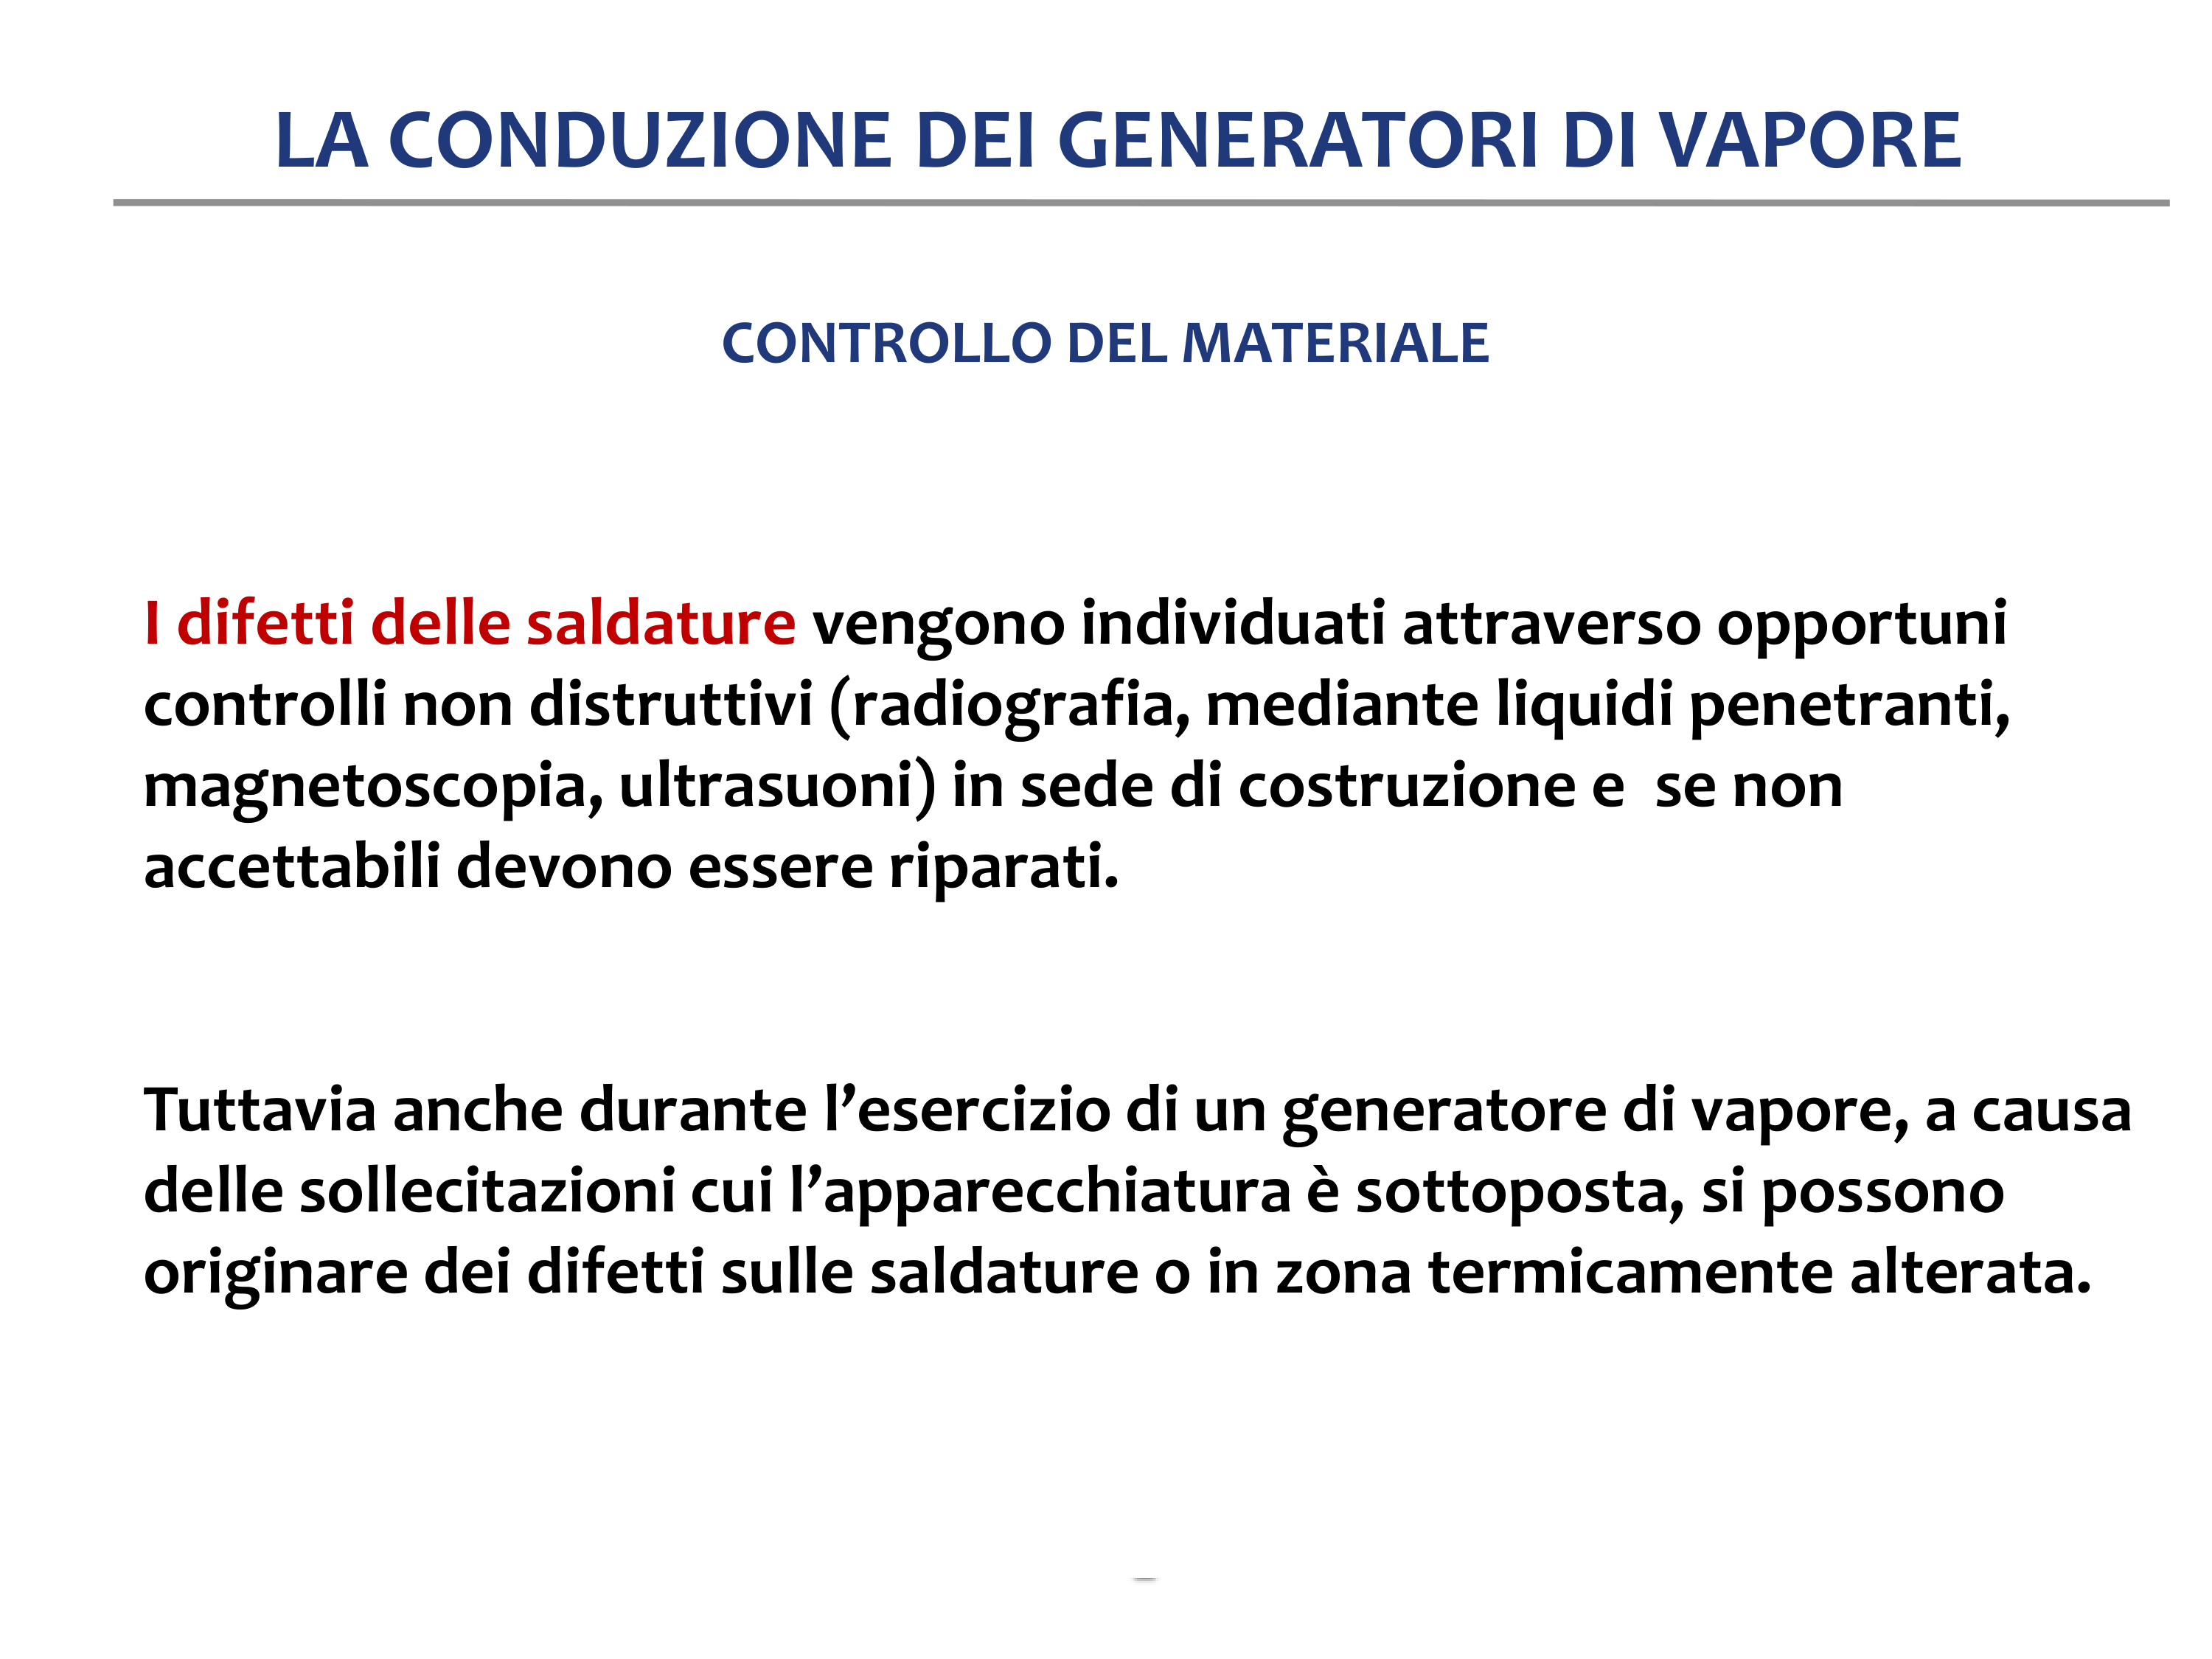 LA CONDUZIONE DEI GENERATORI DI VAPORE
CONTROLLO DEL MATERIALE
I difetti delle saldature vengono individuati attraverso opportuni
controlli non distruttivi (radiografia, mediante liquidi penetranti,
magnetoscopia, ultrasuoni) in sede di costruzione e  se non
accettabili devono essere riparati.
Tuttavia anche durante l’esercizio di un generatore di vapore, a causa
delle sollecitazioni cui l’apparecchiatura è sottoposta, si possono
originare dei difetti sulle saldature o in zona termicamente alterata.